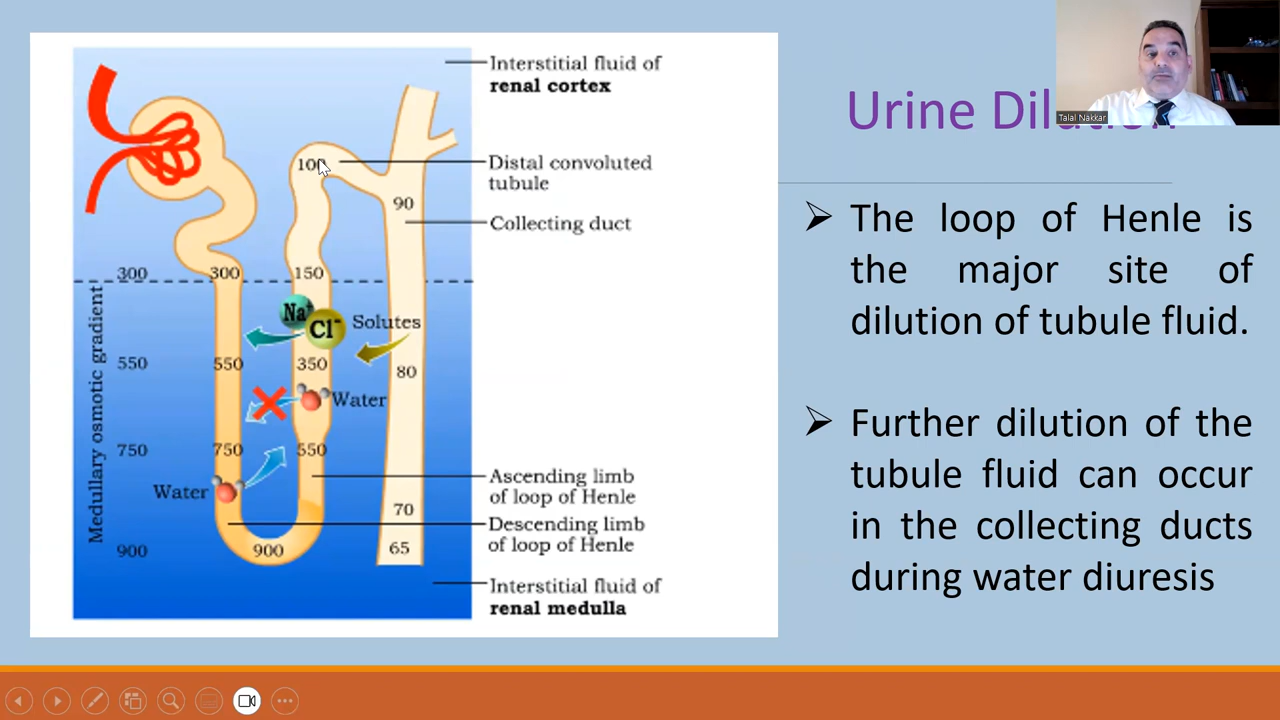 Interstitial fluid of
renal cortex
100
Distal convoluted
tubule
90
Collecting duct
300
300
150
Na⁺
Cl⁻
Solutes
Medullary osmotic gradient
550
550
350
80
Water
750
750
550
Water
Ascending limb
of loop of Henle
70
Descending limb
of loop of Henle
900
900
65
Interstitial fluid of
renal medulla
Talal Nakkar
➢ The loop of Henle is
the major site of
dilution of tubule fluid.
➢ Further dilution of the
tubule fluid can occur
in the collecting ducts
during water diuresis
Urine